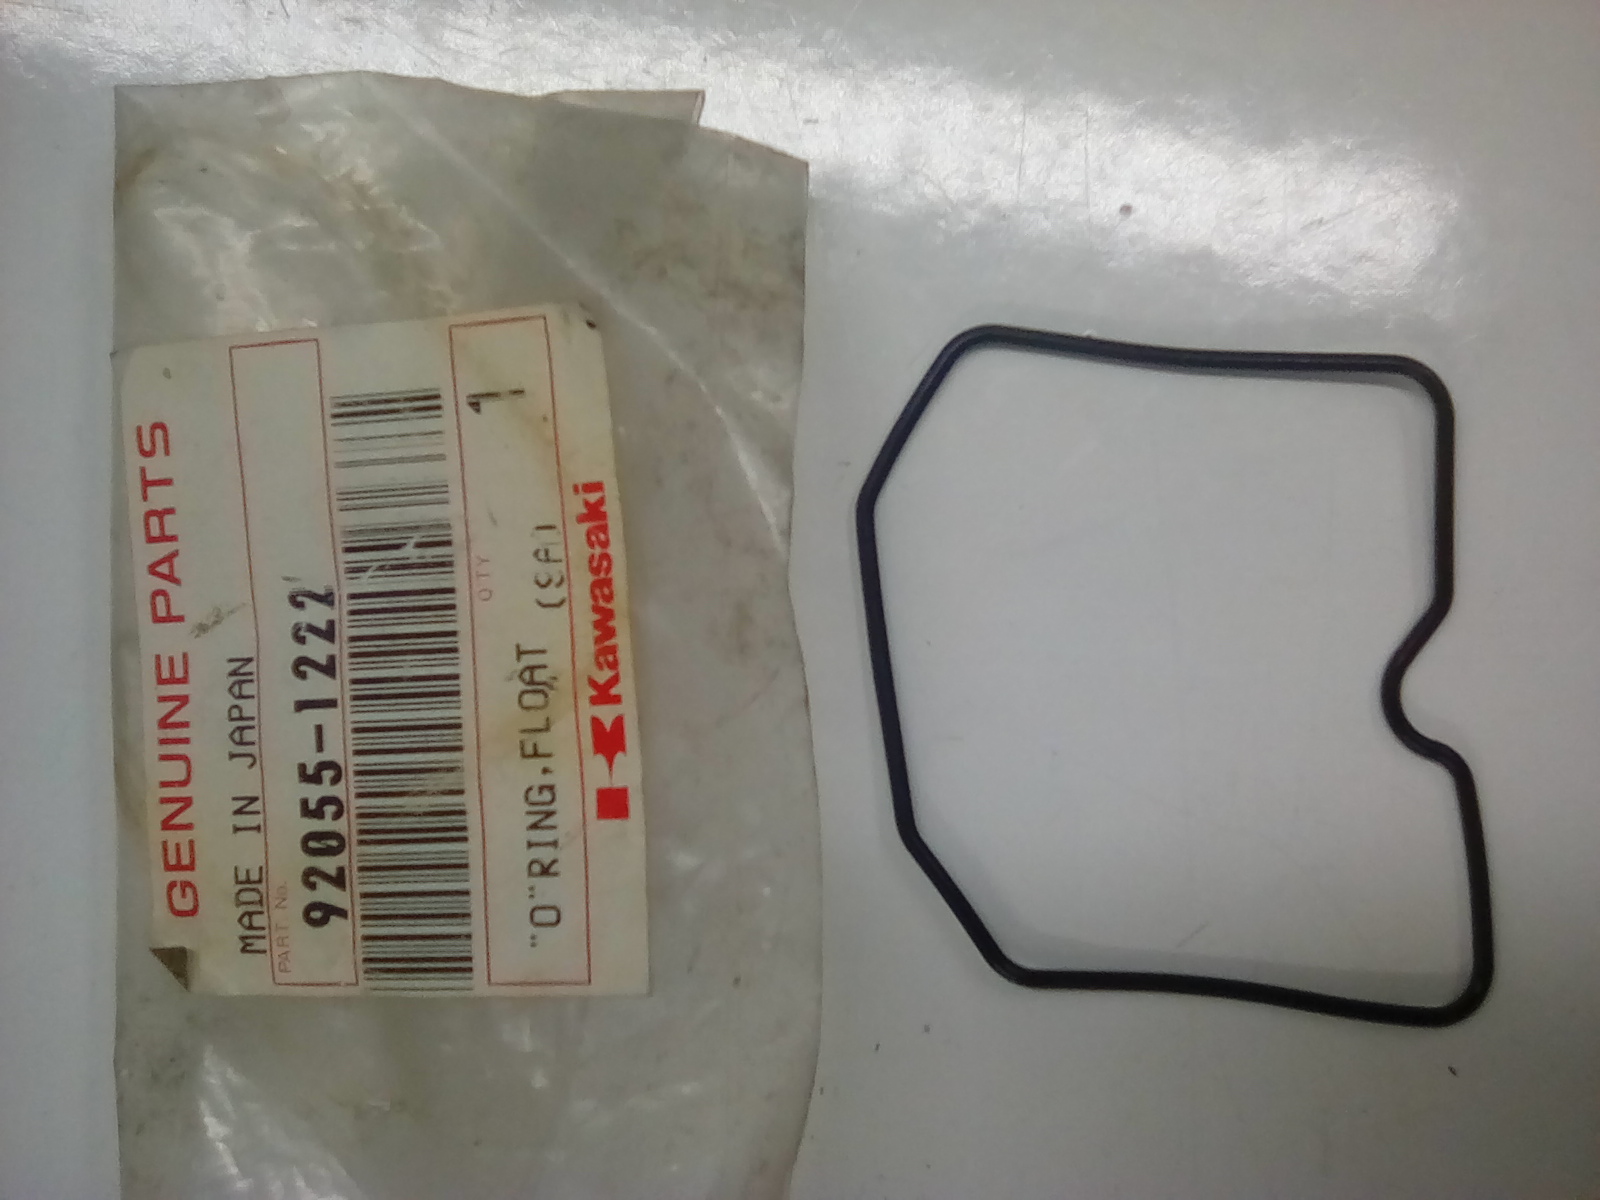 GENUINE PARTS
MADE IN JAPAN
PART No.
92055-1222
QTY
1
"O"RING,FLOAT
Kawasaki